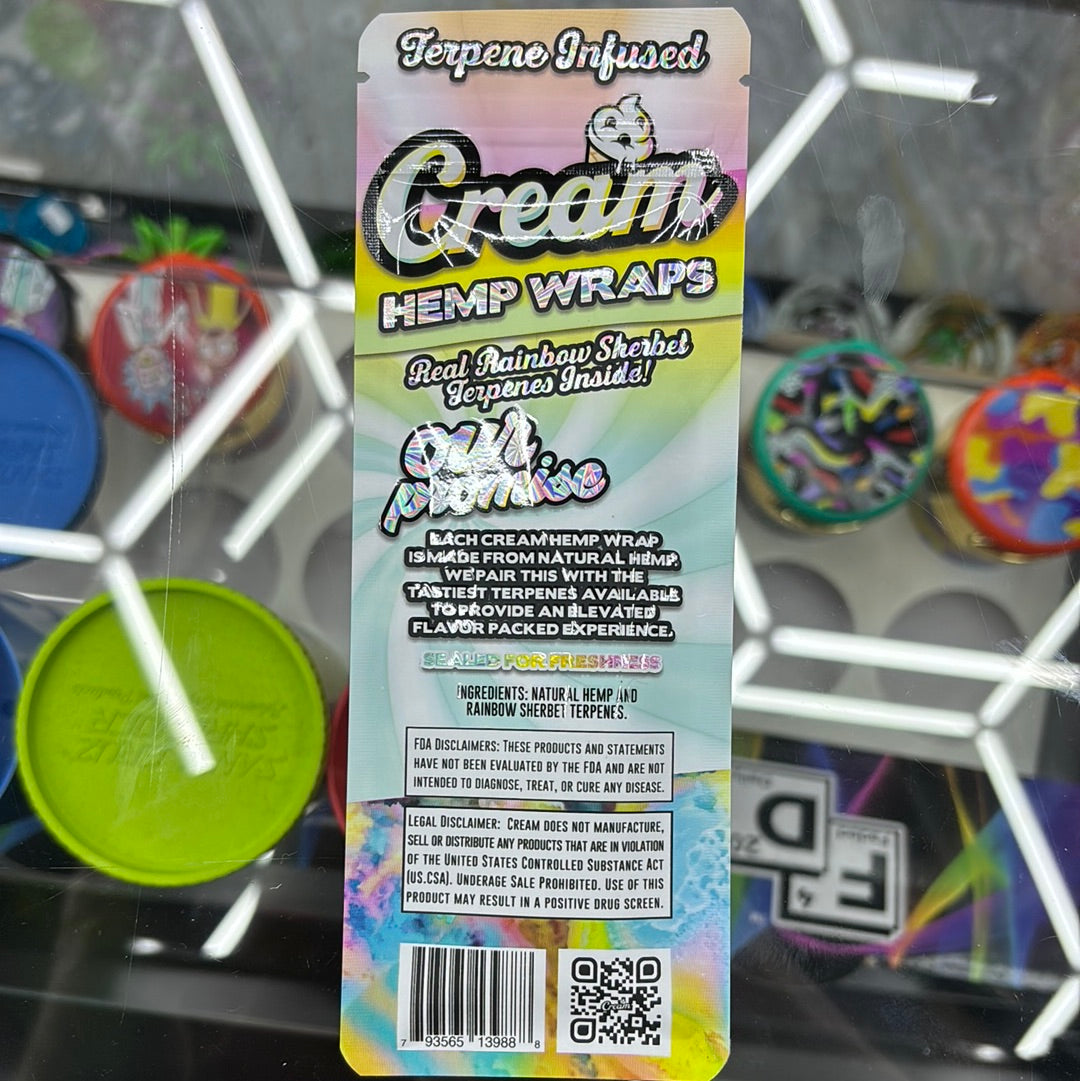 Terpene Infused
Cream
HEMP WRAPS
Real Rainbow Sherbet
Terpenes Inside!
our
promise
EACH CREAM HEMP WRAP
IS MADE FROM NATURAL HEMP.
WE PAIR THIS WITH THE
TASTIEST TERPENES AVAILABLE
TO PROVIDE AN ELEVATED
FLAVOR PACKED EXPERIENCE.
SEALED FOR FRESHNESS
INGREDIENTS: NATURAL HEMP AND
RAINBOW SHERBET TERPENES.
FDA DISCLAIMERS: THESE PRODUCTS AND STATEMENTS
HAVE NOT BEEN EVALUATED BY THE FDA AND ARE NOT
INTENDED TO DIAGNOSE, TREAT, OR CURE ANY DISEASE.
LEGAL DISCLAIMER: CREAM DOES NOT MANUFACTURE,
SELL OR DISTRIBUTE ANY PRODUCTS THAT ARE IN VIOLATION
OF THE UNITED STATES CONTROLLED SUBSTANCE ACT
(US.CSA). UNDERAGE SALE PROHIBITED. USE OF THIS
PRODUCT MAY RESULT IN A POSITIVE DRUG SCREEN.
7 93565 13988 8
Cream
D
by
F